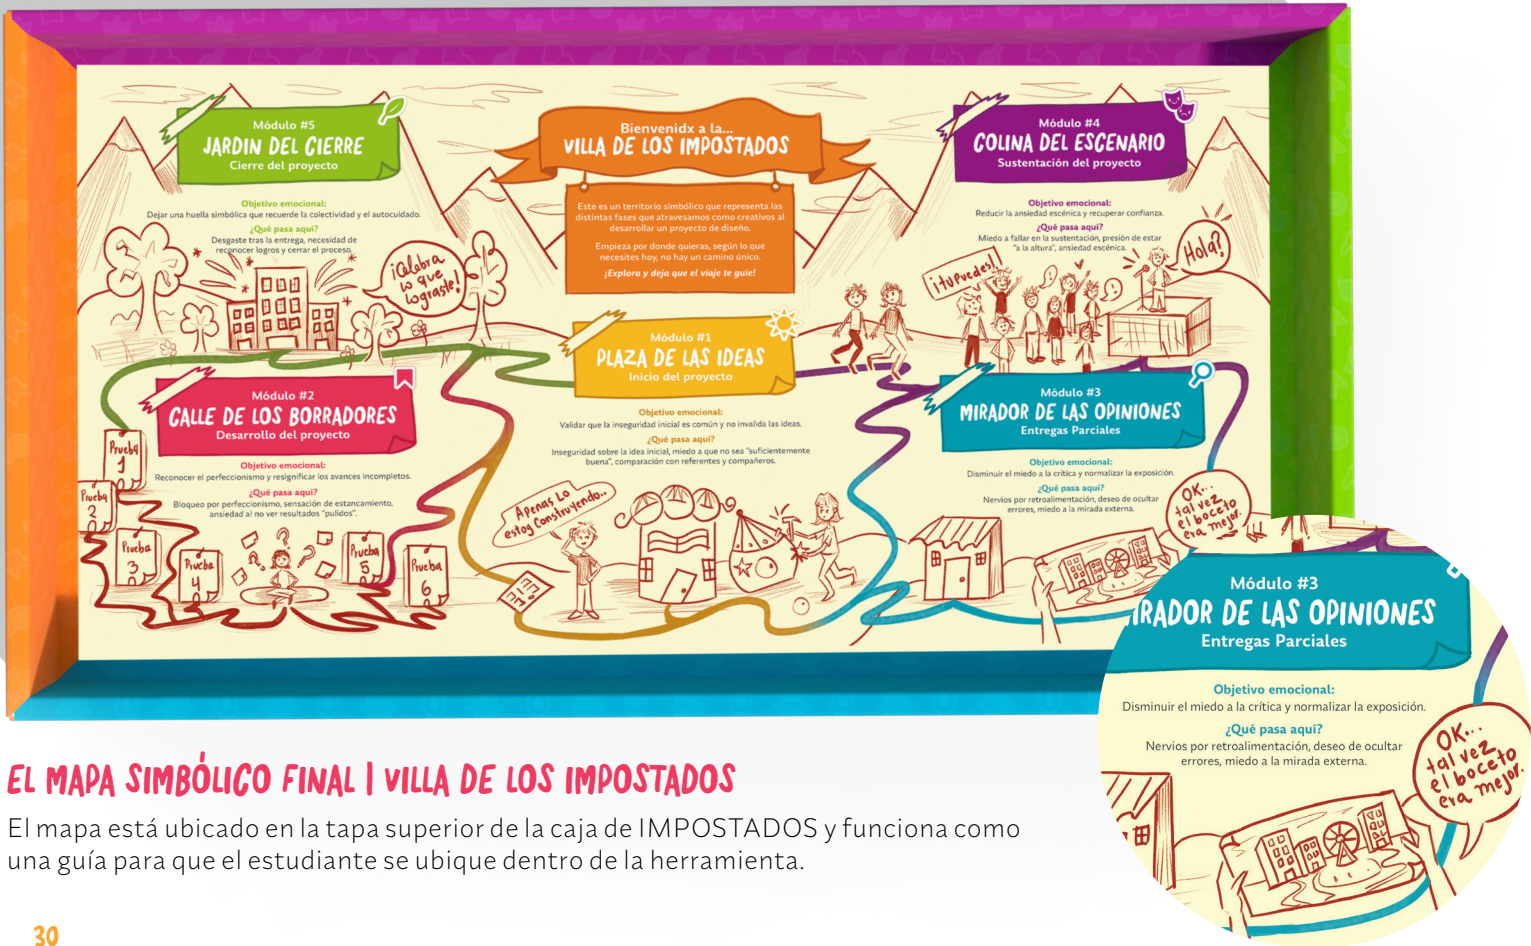 Módulo #5
JARDIN DEL CIERRE
Cierre del proyecto
Objetivo emocional:
Dejar una huella simbólica que recuerde la colectividad y el autocuidado.
¿Qué pasa aquí?
Desgaste tras la entrega, necesidad de
reconocer logros y cerrar el proceso.
¡Celebra
lo que
lograste!
Bienvenidx a la...
VILLA DE LOS IMPOSTADOS
Este es un territorio simbólico que representa las
distintas fases que atravesamos como creativos al
desarrollar un proyecto de diseño.
Empieza por donde quieras, según lo que
necesites hoy, no hay un camino único.
¡Explora y deja que el viaje te guie!
Módulo #4
COLINA DEL ESCENARIO
Sustentación del proyecto
Objetivo emocional:
Reducir la ansiedad escénica y recuperar confianza.
¿Qué pasa aquí?
Miedo a fallar en la sustentación, presión de estar
"a la altura", ansiedad escénica.
¡tu puedes!
Hola?
Módulo #1
PLAZA DE LAS IDEAS
Inicio del proyecto
Objetivo emocional:
Validar que la inseguridad inicial es común y no invalida las ideas.
¿Qué pasa aquí?
Inseguridad sobre la idea inicial, miedo a que no sea "suficientemente
buena", comparación con referentes y compañeros.
Apenas Lo
estoy construyendo..
Módulo #2
CALLE DE LOS BORRADORES
Desarrollo del proyecto
Objetivo emocional:
Reconocer el perfeccionismo y resignificar los avances incompletos.
¿Qué pasa aquí?
Bloqueo por perfeccionismo, sensación de estancamiento,
ansiedad al no ver resultados "pulidos".
Prueba
1
Prueba
2
Prueba
3
Prueba
4
Prueba
5
Prueba
6
Módulo #3
MIRADOR DE LAS OPINIONES
Entregas Parciales
Objetivo emocional:
Disminuir el miedo a la crítica y normalizar la exposición.
¿Qué pasa aquí?
Nervios por retroalimentación, deseo de ocultar
errores, miedo a la mirada externa.
OK...
tal vez
el boceto
era mejor.
Módulo #3
IRADOR DE LAS OPINIONES
Entregas Parciales
Objetivo emocional:
Disminuir el miedo a la crítica y normalizar la exposición.
¿Qué pasa aquí?
Nervios por retroalimentación, deseo de ocultar
errores, miedo a la mirada externa.
OK...
tal vez
el boceto
era mejor.
EL MAPA SIMBÓLICO FINAL | VILLA DE LOS IMPOSTADOS
El mapa está ubicado en la tapa superior de la caja de IMPOSTADOS y funciona como
una guía para que el estudiante se ubique dentro de la herramienta.
30